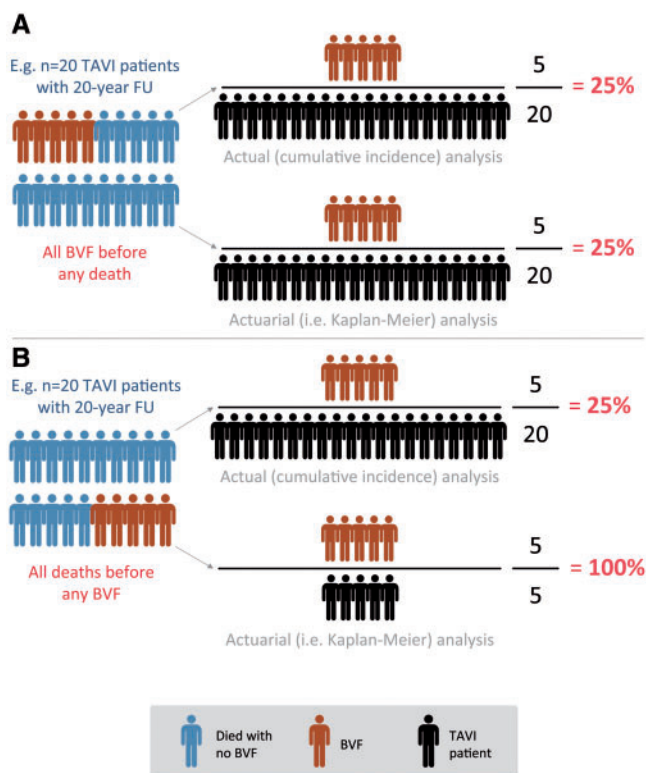 A
E.g. n=20 TAVI patients
with 20-year FU
5
20
= 25%
Actual (cumulative incidence) analysis
All BVF before
any death
5
20
= 25%
Actuarial (i.e. Kaplan-Meier) analysis
B
E.g. n=20 TAVI patients
with 20-year FU
5
20
= 25%
Actual (cumulative incidence) analysis
All deaths before
any BVF
5
5
= 100%
Actuarial (i.e. Kaplan-Meier) analysis
Died with
no BVF
BVF
TAVI
patient